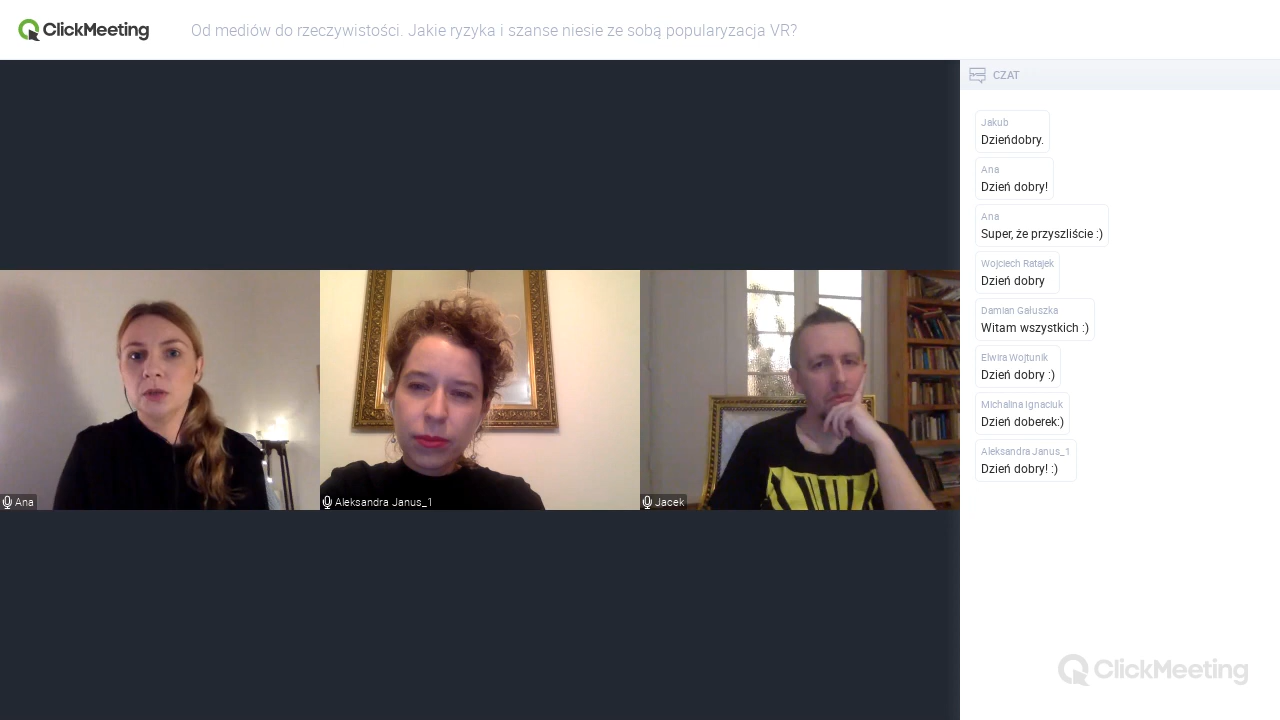 ClickMeeting
Od mediów do rzeczywistości. Jakie ryzyka i szanse niesie ze sobą popularyzacja VR?
CZAT
Jakub
Dzieńdobry.
Ana
Dzień dobry!
Ana
Super, że przyszliście :)
Wojciech Ratajek
Dzień dobry
Damian Gałuszka
Witam wszystkich :)
Elwira Wojtunik
Dzień dobry :)
Michalina Ignaciuk
Dzień doberek:)
Aleksandra Janus_1
Dzień dobry! :)
Ana
Aleksandra Janus_1
Jacek
ClickMeeting